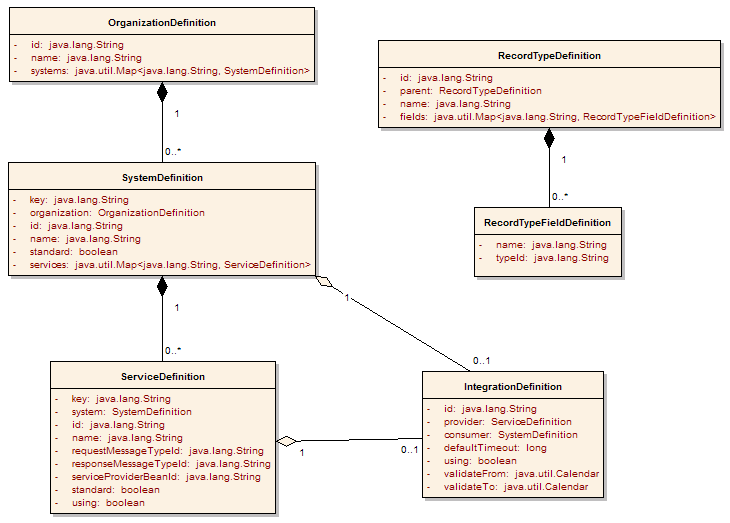 OrganizationDefinition
- id: java.lang.String
- name: java.lang.String
- systems: java.util.Map<java.lang.String, SystemDefinition>
1
0..*
RecordTypeDefinition
- id: java.lang.String
- parent: RecordTypeDefinition
- name: java.lang.String
- fields: java.util.Map<java.lang.String, RecordTypeFieldDefinition>
1
0..*
SystemDefinition
- key: java.lang.String
- organization: OrganizationDefinition
- id: java.lang.String
- name: java.lang.String
- standard: boolean
- services: java.util.Map<java.lang.String, ServiceDefinition>
RecordTypeFieldDefinition
- name: java.lang.String
- typeId: java.lang.String
1
0..*
1
0..1
ServiceDefinition
- key: java.lang.String
- system: SystemDefinition
- id: java.lang.String
- name: java.lang.String
- requestMessageTypeId: java.lang.String
- responseMessageTypeId: java.lang.String
- serviceProviderBeanId: java.lang.String
- standard: boolean
- using: boolean
1
0..1
IntegrationDefinition
- id: java.lang.String
- provider: ServiceDefinition
- consumer: SystemDefinition
- defaultTimeout: long
- using: boolean
- validateFrom: java.util.Calendar
- validateTo: java.util.Calendar